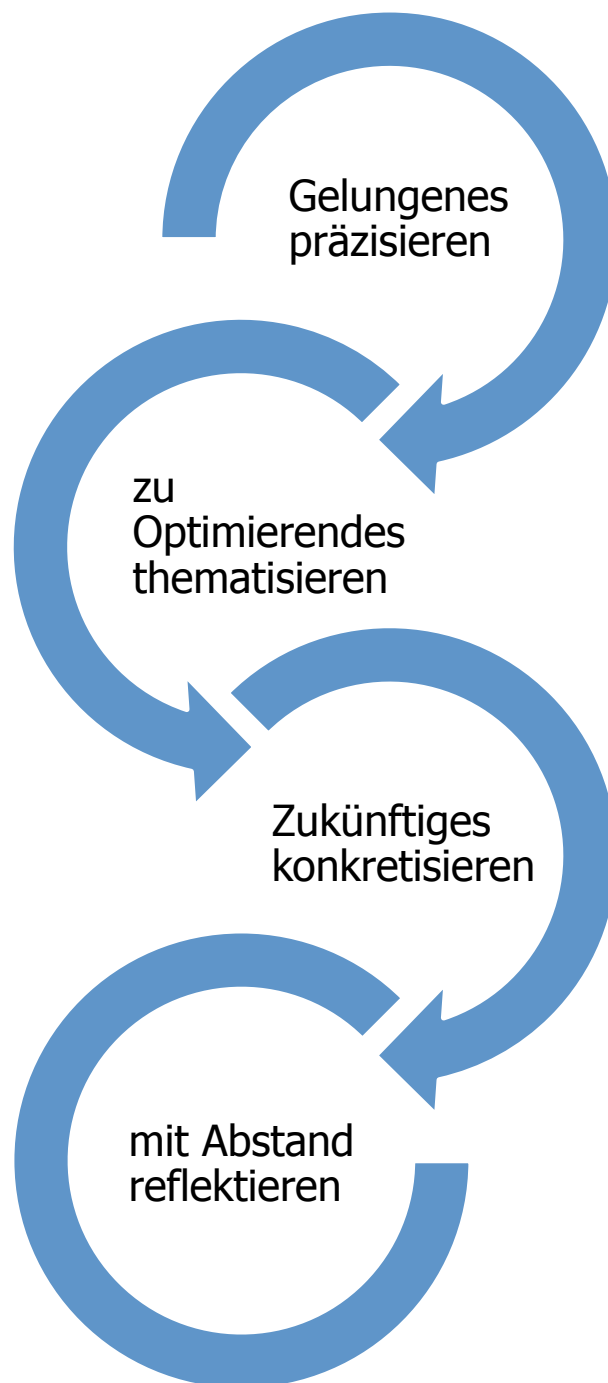 Gelungenes
präzisieren
zu
Optimierendes
thematisieren
Zukünftiges
konkretisieren
mit Abstand
reflektieren